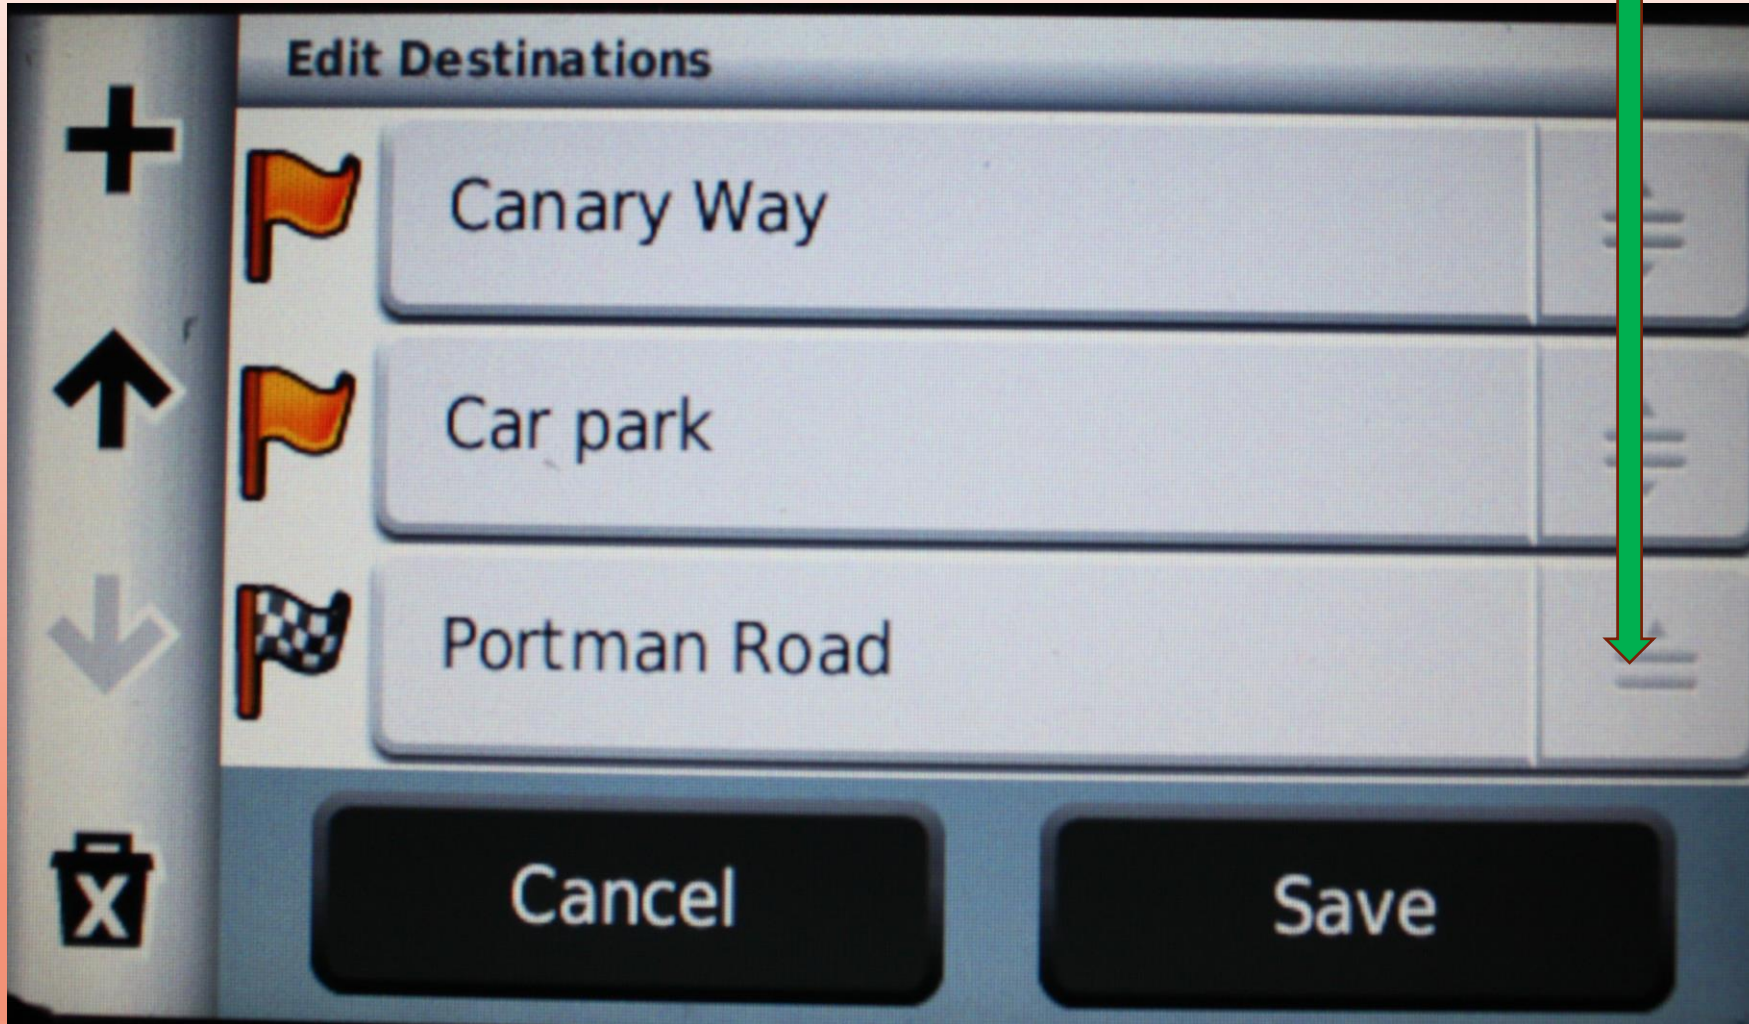 Edit Destinations
Canary Way
Car park
Portman Road
Cancel
Save